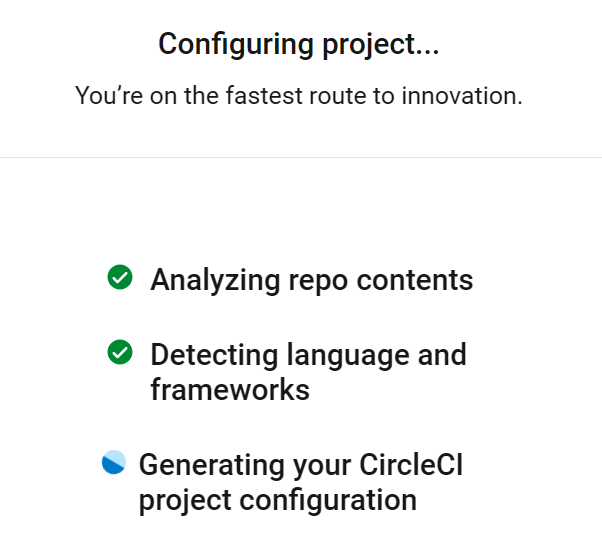 Configuring project...
You’re on the fastest route to innovation.
Analyzing repo contents
Detecting language and
frameworks
Generating your CircleCI
project configuration